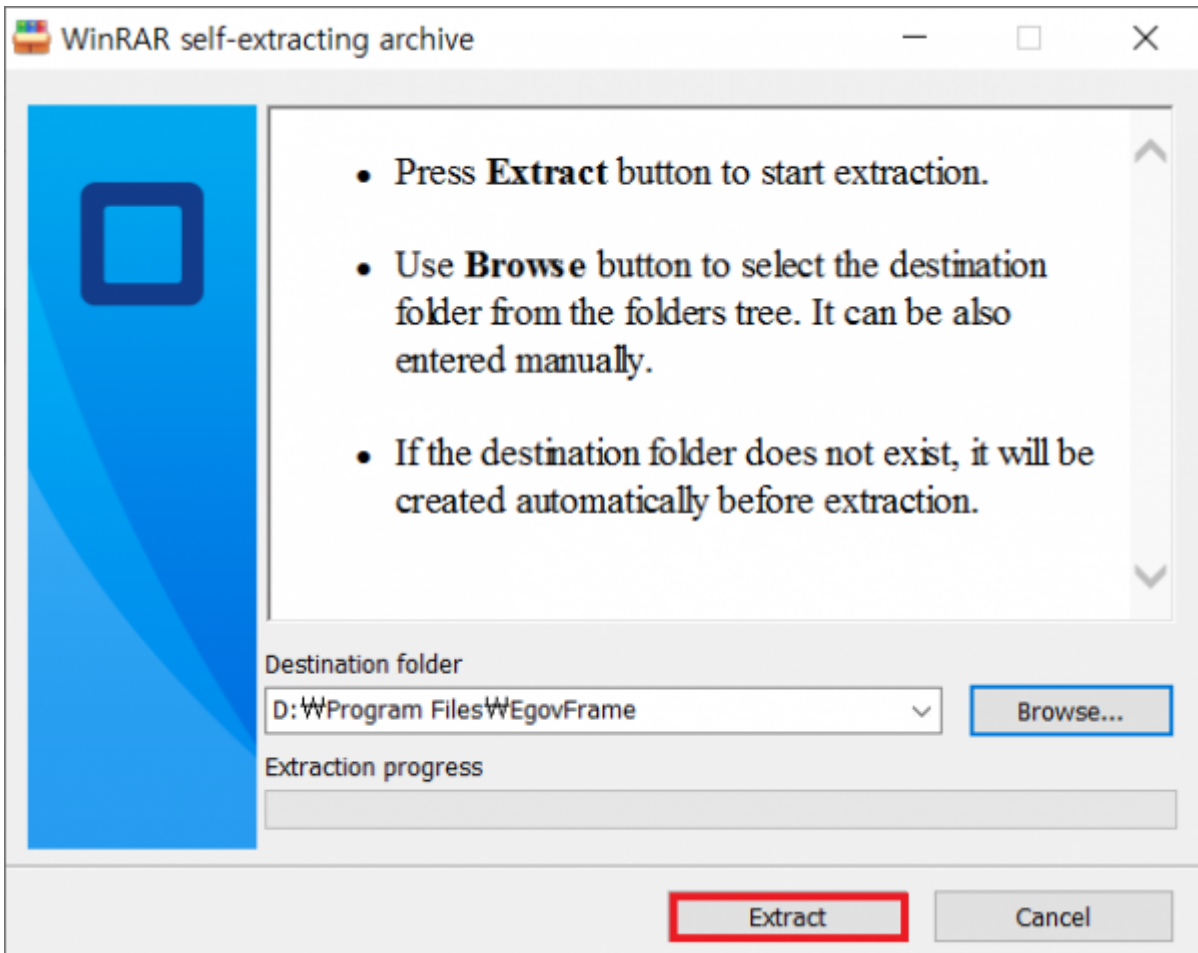 WinRAR self-extracting archive
• Press Extract button to start extraction.
• Use Browse button to select the destination
folder from the folders tree. It can be also
entered manually.
• If the destination folder does not exist, it will be
created automatically before extraction.
Destination folder
D:₩Program Files₩EgovFrame
Browse...
Extraction progress
Extract
Cancel